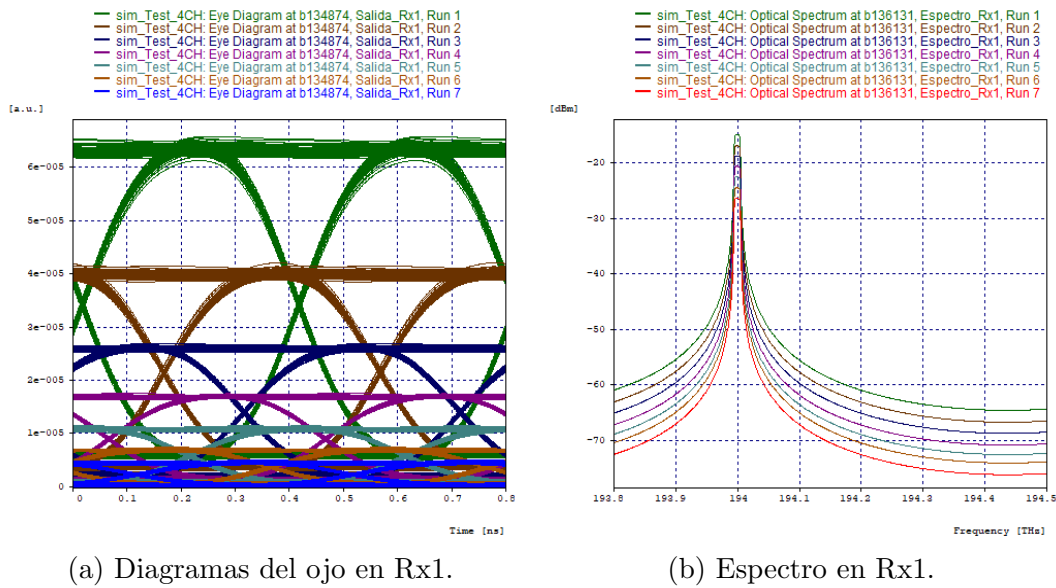 sim_Test_4CH: Eye Diagram at b134874, Salida_Rx1, Run 1
sim_Test_4CH: Eye Diagram at b134874, Salida_Rx1, Run 2
sim_Test_4CH: Eye Diagram at b134874, Salida_Rx1, Run 3
sim_Test_4CH: Eye Diagram at b134874, Salida_Rx1, Run 4
sim_Test_4CH: Eye Diagram at b134874, Salida_Rx1, Run 5
sim_Test_4CH: Eye Diagram at b134874, Salida_Rx1, Run 6
sim_Test_4CH: Eye Diagram at b134874, Salida_Rx1, Run 7
[a.u.]
6e-005
5e-005
4e-005
3e-005
2e-005
1e-005
0
0 0.1 0.2 0.3 0.4 0.5 0.6 0.7 0.8
Time [ns]
(a) Diagramas del ojo en Rx1.
sim_Test_4CH: Optical Spectrum at b136131, Espectro_Rx1, Run 1
sim_Test_4CH: Optical Spectrum at b136131, Espectro_Rx1, Run 2
sim_Test_4CH: Optical Spectrum at b136131, Espectro_Rx1, Run 3
sim_Test_4CH: Optical Spectrum at b136131, Espectro_Rx1, Run 4
sim_Test_4CH: Optical Spectrum at b136131, Espectro_Rx1, Run 5
sim_Test_4CH: Optical Spectrum at b136131, Espectro_Rx1, Run 6
sim_Test_4CH: Optical Spectrum at b136131, Espectro_Rx1, Run 7
[dBm]
-20
-30
-40
-50
-60
-70
193.8 193.9 194 194.1 194.2 194.3 194.4 194.5
Frequency [THz]
(b) Espectro en Rx1.